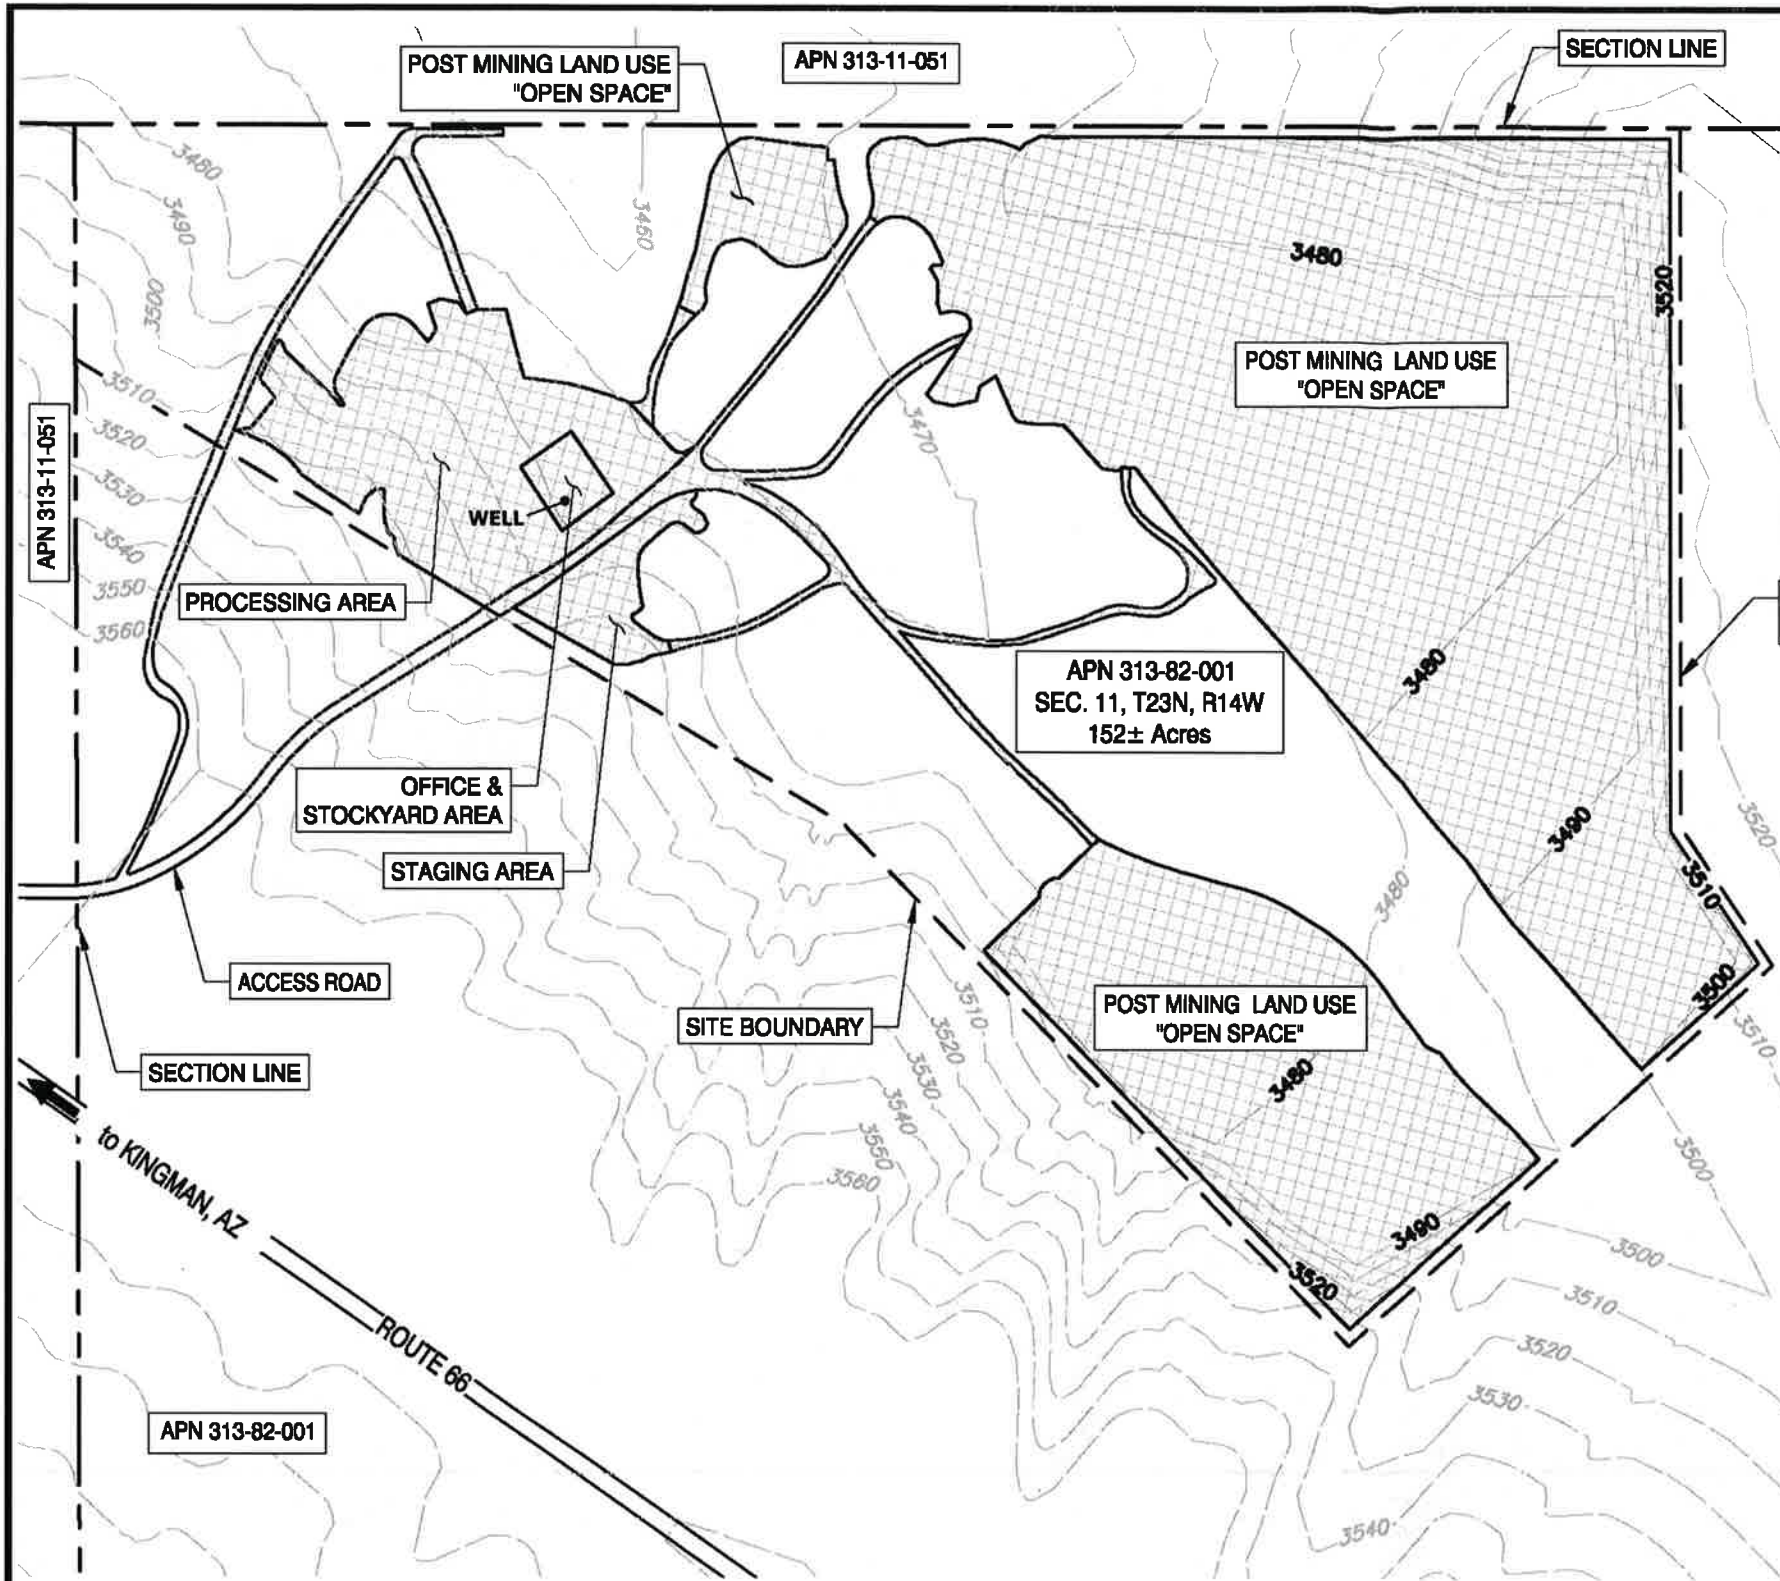 POST MINING LAND USE
"OPEN SPACE"
APN 313-11-051
SECTION LINE
3480
3490
3500
3460
3480
3520
POST MINING LAND USE
"OPEN SPACE"
3510
3520
3530
3540
3550
3560
APN 313-11-051
3470
WELL
PROCESSING AREA
APN 313-82-001
SEC. 11, T23N, R14W
152± Acres
3480
OFFICE &
STOCKYARD AREA
STAGING AREA
3490
3520
3510
3480
ACCESS ROAD
SITE BOUNDARY
3510
3520
3530
3540
3550
3560
POST MINING LAND USE
"OPEN SPACE"
3500
3510
3480
SECTION LINE
to KINGMAN, AZ
3500
3490
3520
3500
3510
3520
3530
3540
ROUTE 66
APN 313-82-001